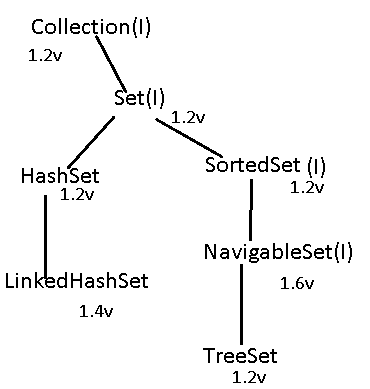 Collection(I)
1.2v
Set(I)
1.2v
HashSet
1.2v
SortedSet (I)
1.2v
NavigableSet(I)
1.6v
LinkedHashSet
1.4v
TreeSet
1.2v